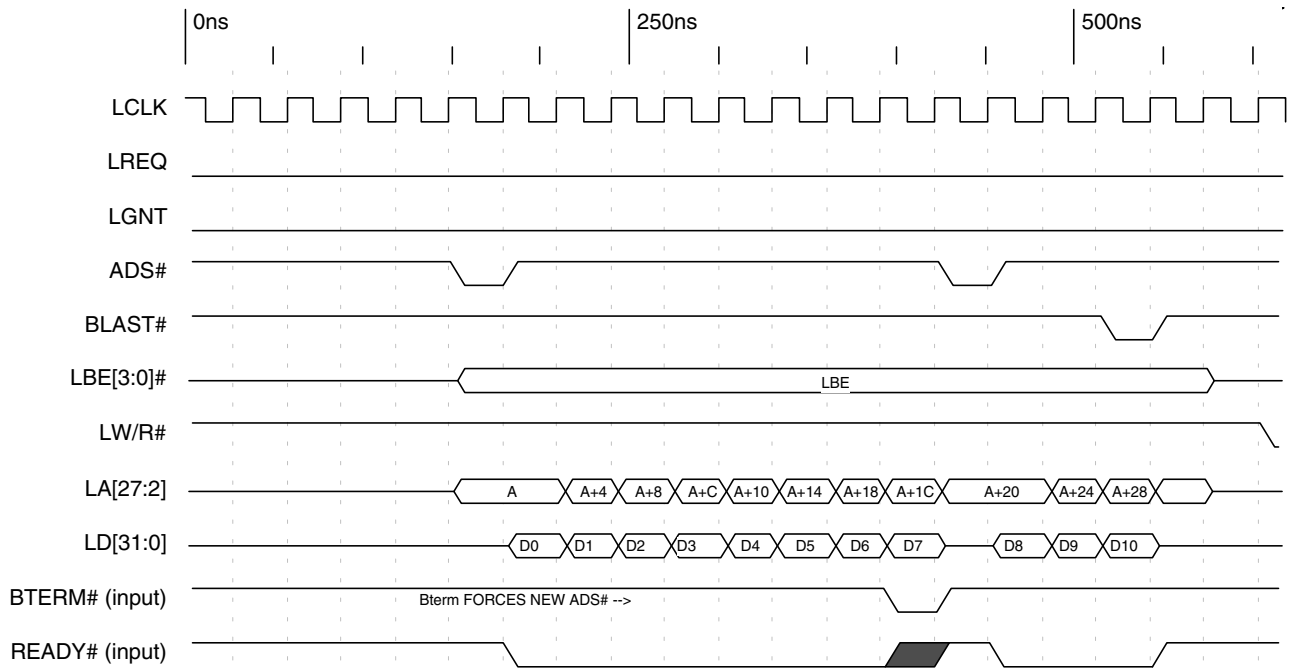 0ns 250ns 500ns
LCLK
LREQ
LGNT
ADS#
BLAST#
LBE[3:0]# LBE
LW/R#
LA[27:2] A A+4 A+8 A+C A+10 A+14 A+18 A+1C A+20 A+24 A+28
LD[31:0] D0 D1 D2 D3 D4 D5 D6 D7 D8 D9 D10
BTERM# (input) Bterm FORCES NEW ADS# -->
READY# (input)